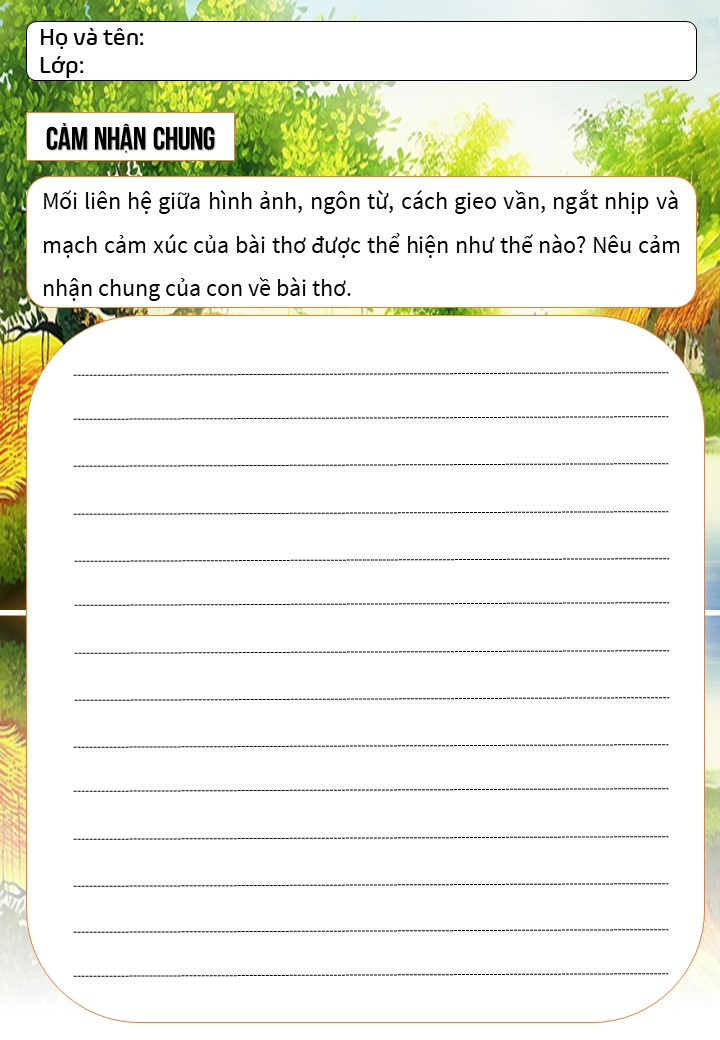 Họ và tên:
Lớp:
CẢM NHẬN CHUNG
Mối liên hệ giữa hình ảnh, ngôn từ, cách gieo vần, ngắt nhịp và
mạch cảm xúc của bài thơ được thể hiện như thế nào? Nêu cảm
nhận chung của con về bài thơ.